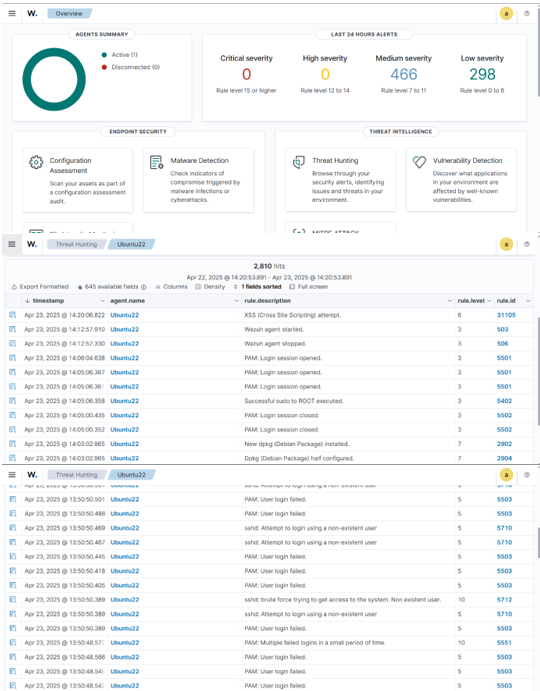 W. Overview a
AGENTS SUMMARY
Active (1)
Disconnected (0)
LAST 24 HOURS ALERTS
Critical severity High severity Medium severity Low severity
0 0 466 298
Rule level 15 or higher Rule level 12 to 14 Rule level 7 to 11 Rule level 0 to 6
ENDPOINT SECURITY
Configuration
Assessment
Scan your assets as part of
a configuration assessment
audit.
Malware Detection
Check indicators of
compromise triggered by
malware infections or
cyberattacks.
THREAT INTELLIGENCE
Threat Hunting
Browse through your
security alerts, identifying
issues and threats in your
environment.
Vulnerability Detection
Discover what applications
in your environment are
affected by well-known
vulnerabilities.
W. Threat Hunting Ubuntu22 a
2,810 hits
Apr 22, 2025 @ 14:20:53.891 - Apr 23, 2025 @ 14:20:53.891
Export Formatted 645 available fields Columns Density 1 fields sorted Full screen
timestamp agent.name rule.description rule.level rule.id
Apr 23, 2025 @ 14:20:06.822 Ubuntu22 XSS (Cross Site Scripting) attempt. 6 31105
Apr 23, 2025 @ 14:12:57.910 Ubuntu22 Wazuh agent started. 3 503
Apr 23, 2025 @ 14:12:57.330 Ubuntu22 Wazuh agent stopped. 3 506
Apr 23, 2025 @ 14:06:04.638 Ubuntu22 PAM: Login session opened. 3 5501
Apr 23, 2025 @ 14:05:06.367 Ubuntu22 PAM: Login session opened. 3 5501
Apr 23, 2025 @ 14:05:06.36 Ubuntu22 PAM: Login session opened. 3 5501
Apr 23, 2025 @ 14:05:06.358 Ubuntu22 Successful sudo to ROOT executed. 3 5402
Apr 23, 2025 @ 14:05:00.435 Ubuntu22 PAM: Login session closed. 3 5502
Apr 23, 2025 @ 14:05:00.352 Ubuntu22 PAM: Login session closed. 3 5502
Apr 23, 2025 @ 14:03:02.965 Ubuntu22 New dpkg (Debian Package) installed. 7 2902
Apr 23, 2025 @ 14:03:02.965 Ubuntu22 Dpkg (Debian Package) half configured. 7 2904
W. Threat Hunting Ubuntu22 a
Apr 23, 2025 @ 13:50:50.501 Ubuntu22 PAM: User login failed. 5 5503
Apr 23, 2025 @ 13:50:50.488 Ubuntu22 PAM: User login failed. 5 5503
Apr 23, 2025 @ 13:50:50.469 Ubuntu22 sshd: Attempt to login using a non-existent user 5 5710
Apr 23, 2025 @ 13:50:50.467 Ubuntu22 sshd: Attempt to login using a non-existent user 5 5710
Apr 23, 2025 @ 13:50:50.445 Ubuntu22 PAM: User login failed. 5 5503
Apr 23, 2025 @ 13:50:50.418 Ubuntu22 PAM: User login failed. 5 5503
Apr 23, 2025 @ 13:50:50.405 Ubuntu22 PAM: User login failed. 5 5503
Apr 23, 2025 @ 13:50:50.389 Ubuntu22 sshd: brute force trying to get access to the system. Non existent user. 10 5712
Apr 23, 2025 @ 13:50:50.389 Ubuntu22 sshd: Attempt to login using a non-existent user 5 5710
Apr 23, 2025 @ 13:50:50.389 Ubuntu22 PAM: User login failed. 5 5503
Apr 23, 2025 @ 13:50:48.57 Ubuntu22 PAM: Multiple failed logins in a small period of time. 10 5551
Apr 23, 2025 @ 13:50:48.566 Ubuntu22 PAM: User login failed. 5 5503
Apr 23, 2025 @ 13:50:48.54 Ubuntu22 PAM: User login failed. 5 5503
Apr 23, 2025 @ 13:50:48.54 Ubuntu22 PAM: User login failed. 5 5503